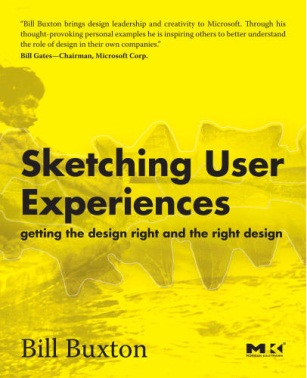 "Bill Buxton brings design leadership and creativity to Microsoft. Through his
thought-provoking personal examples he is inspiring others to better understand
the role of design in their own companies."
Bill Gates—Chairman, Microsoft Corp.
Sketching User
Experiences
getting the design right and the right design
Bill Buxton
MK